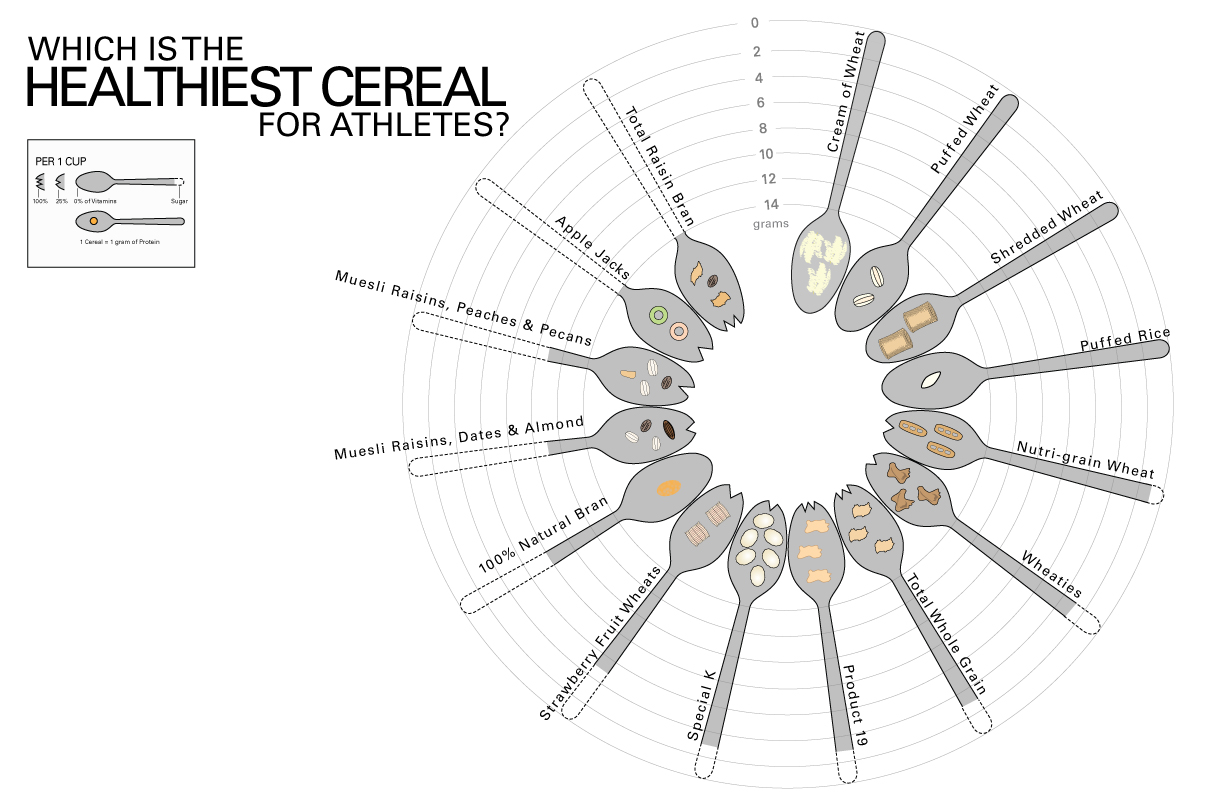 WHICH IS THE
HEALTHIEST CEREAL
FOR ATHLETES?
PER 1 CUP
100% 25% 0% of Vitamins Sugar
1 Cereal = 1 gram of Protein
0
2
4
6
8
10
12
14
grams
Cream of Wheat
Puffed Wheat
Shredded Wheat
Puffed Rice
Nutri-grain Wheat
Wheaties
Total Whole Grain
Product 19
Special K
Strawberry Fruit Wheats
100% Natural Bran
Muesli Raisins, Dates & Almond
Muesli Raisins, Peaches & Pecans
Apple Jacks
Total Raisin Bran